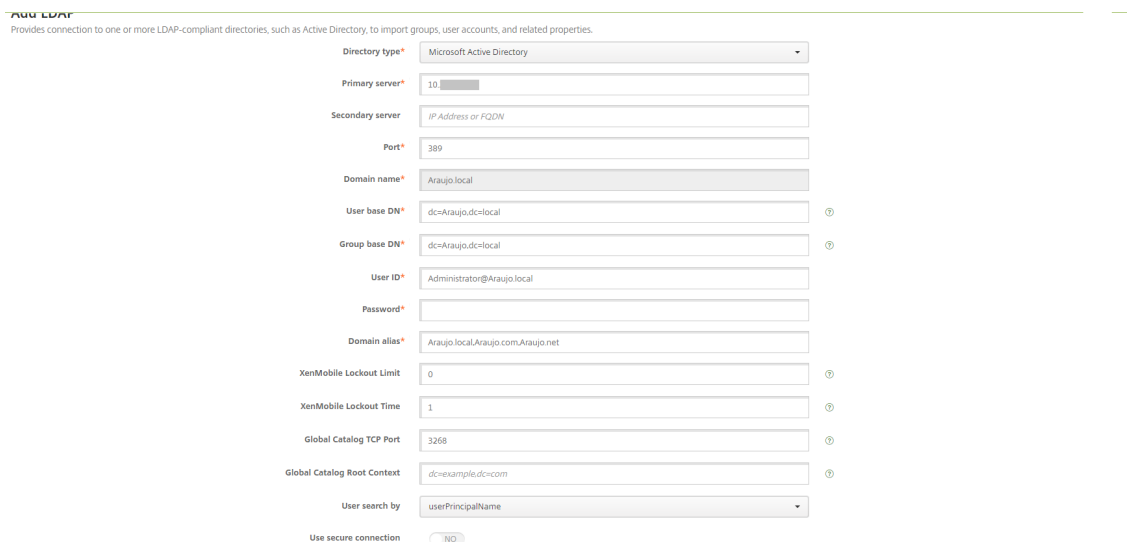 Add LDAP
Provides connection to one or more LDAP-compliant directories, such as Active Directory, to import groups, user accounts, and related properties.
Directory type* Microsoft Active Directory
Primary server* 10.
Secondary server IP Address or FQDN
Port* 389
Domain name* Araujo.local
User base DN* dc=Araujo,dc=local
Group base DN* dc=Araujo,dc=local
User ID* Administrator@Araujo.local
Password*
Domain alias* Araujo.local,Araujo.com,Araujo.net
XenMobile Lockout Limit 0
XenMobile Lockout Time 1
Global Catalog TCP Port 3268
Global Catalog Root Context dc=example,dc=com
User search by userPrincipalName
Use secure connection NO